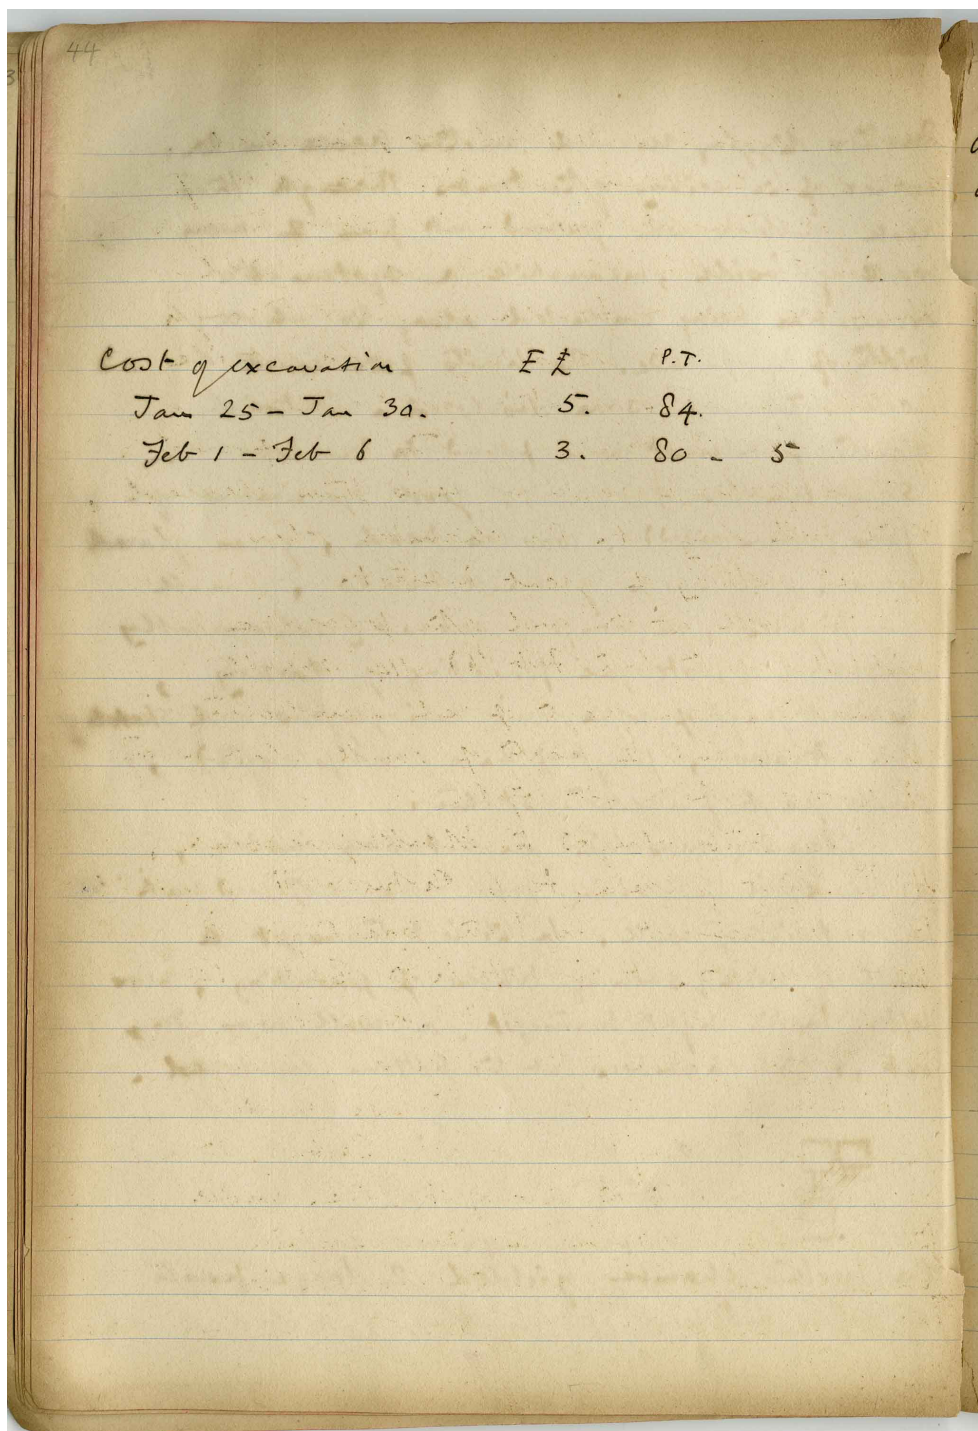 44
Cost of excavation E £ P.T.
Jan 25 - Jan 30. 5. 84.
Feb 1 - Feb 6 3. 80 - 5